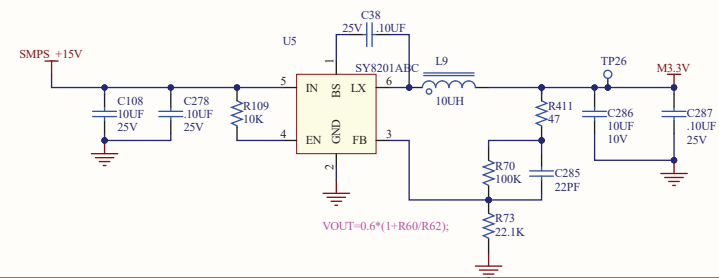 C38
25V .10UF
U5
SMPS_+15V
SY8201ABC
L9
TP26
M3.3V
1
5 IN BS LX 6
10UH
C108
10UF
25V
C278
.10UF
25V
R109
10K
R411
47
C286
10UF
10V
C287
.10UF
25V
4 EN GND FB 3
2
R70
100K
C285
22PF
R73
22.1K
VOUT=0.6*(1+R60/R62);